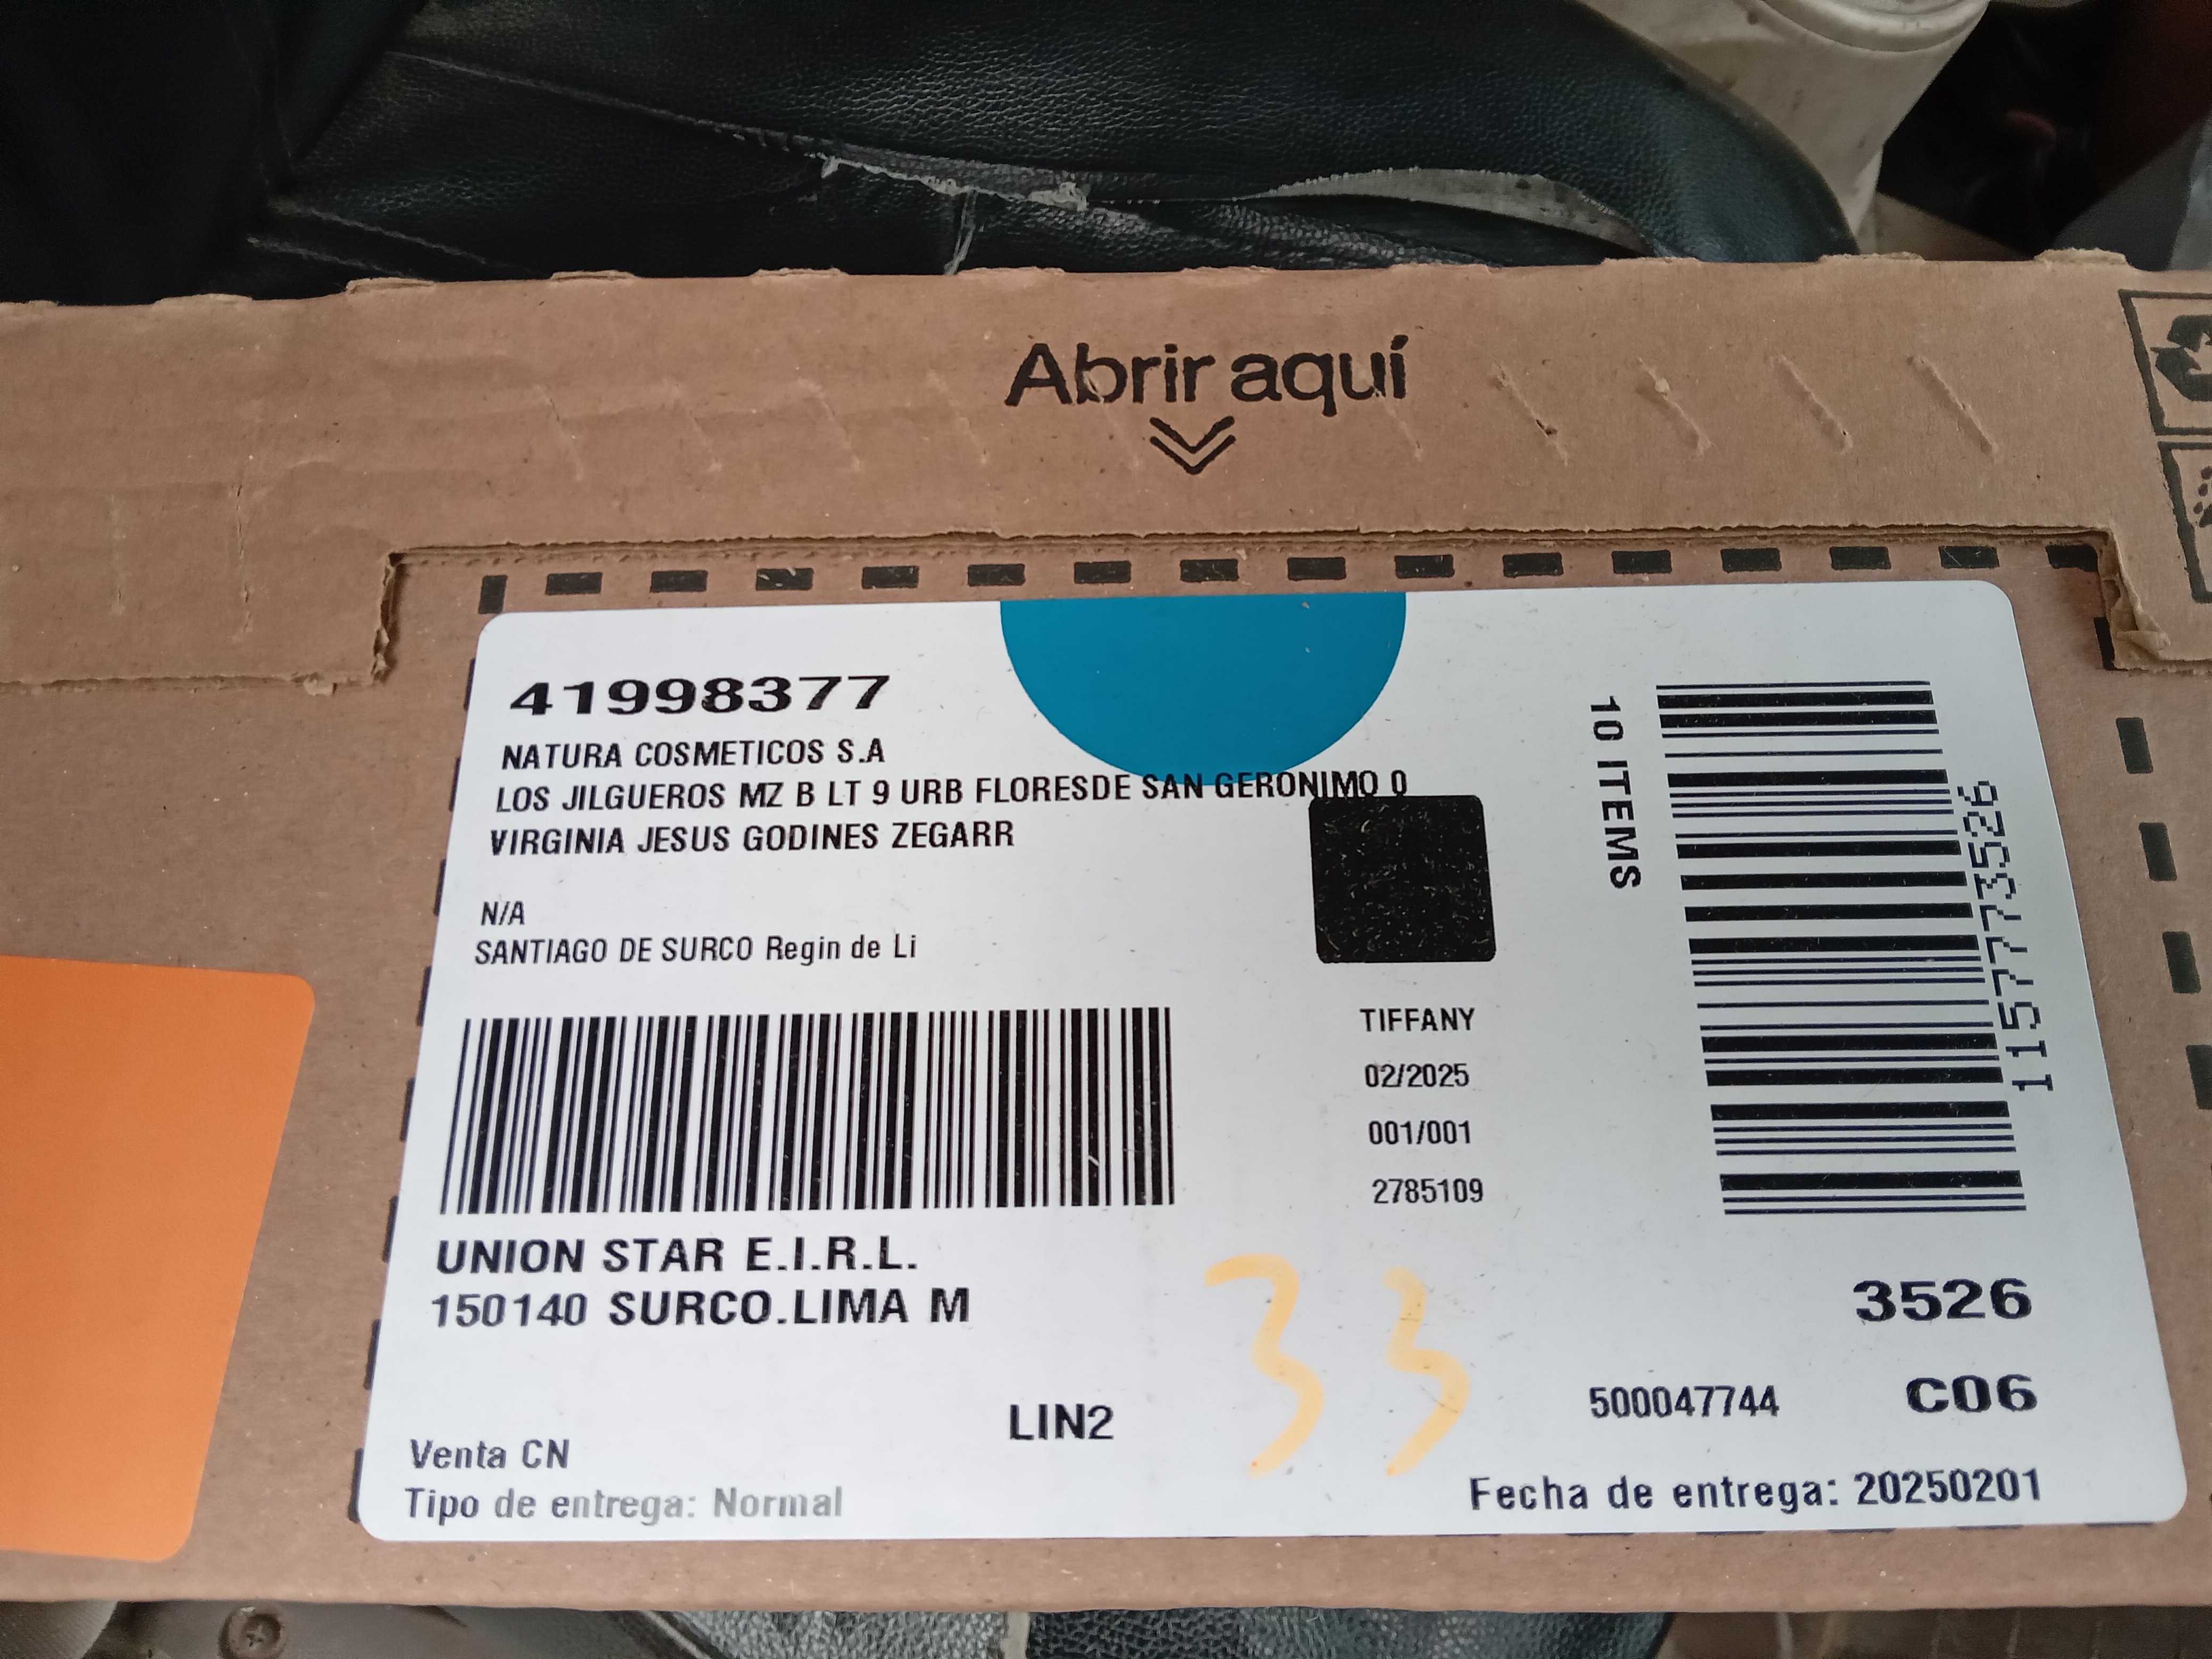 Abrir aquí
41998377
NATURA COSMETICOS S.A
LOS JILGUEROS MZ B LT 9 URB FLORESDE SAN GERONIMO 0
VIRGINIA JESUS GODINES ZEGARR
N/A
SANTIAGO DE SURCO Regin de Li
10 ITEMS
1157773526
TIFFANY
02/2025
001/001
2785109
UNION STAR E.I.R.L.
150140 SURCO.LIMA M
33
3526
LIN2
500047744 C06
Venta CN
Tipo de entrega: Normal
Fecha de entrega: 20250201